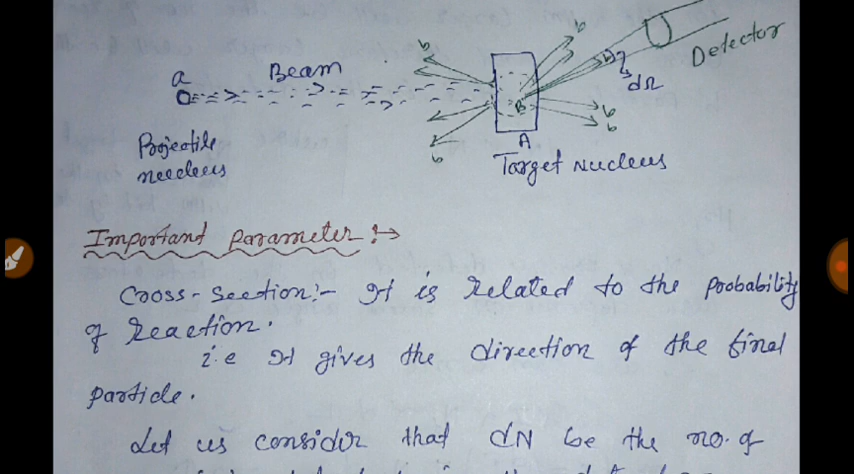 a Beam
b b b b b b
dΩ
Detector
B
A
Projectile
nucleus
Target Nucleus
Important parameter :→
Cross-Section:- It is related to the probability
of reaction.
i.e It gives the direction of the final
particle.
Let us consider that dN be the no. of